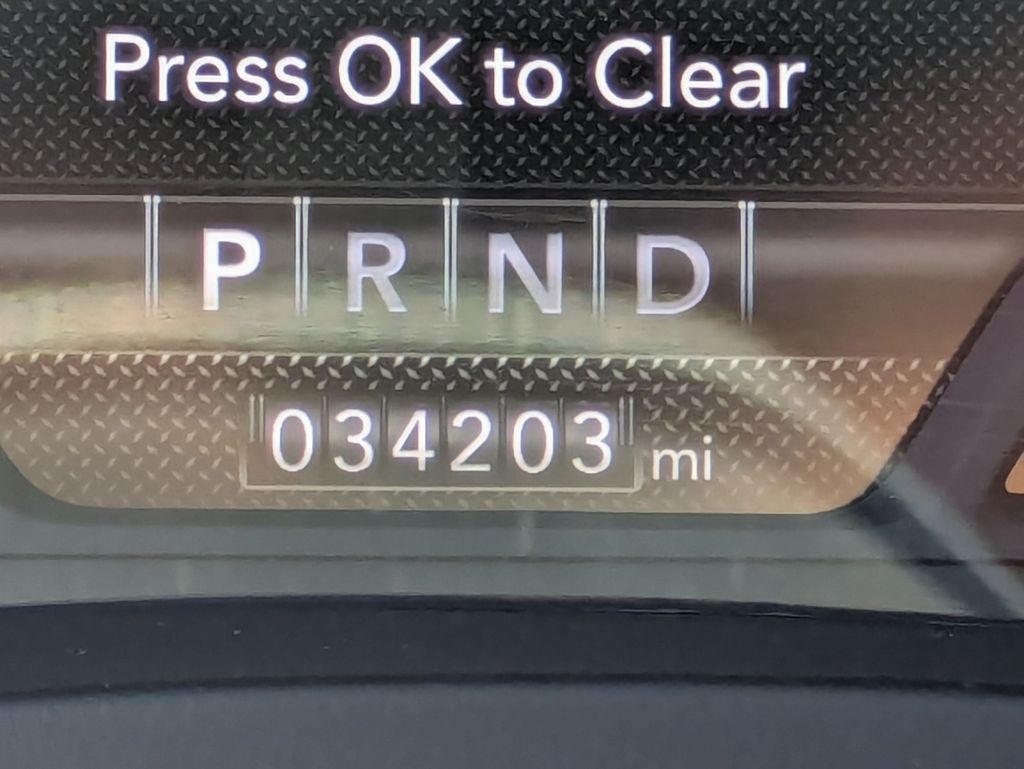 Press OK to Clear
P R N D
034203 mi